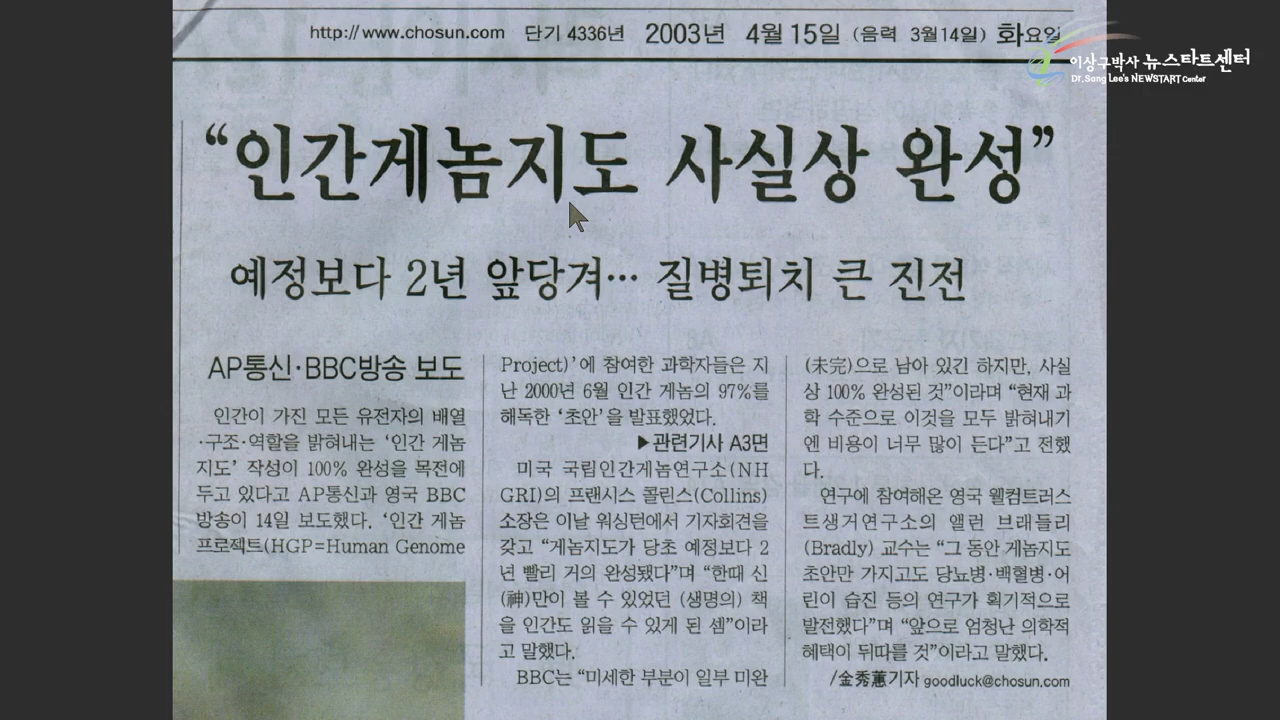 http://www.chosun.com 단기 4336년 2003년 4월 15일 (음력 3월14일) 화요일
이상구박사 뉴스타트센터
Dr. Sang Lee's NEWSTART Center
“인간게놈지도 사실상 완성”
예정보다 2년 앞당겨… 질병퇴치 큰 진전
AP통신·BBC방송 보도
인간이 가진 모든 유전자의 배열
·구조·역할을 밝혀내는 ‘인간 게놈
지도’ 작성이 100% 완성을 목전에
두고 있다고 AP통신과 영국 BBC
방송이 14일 보도했다. ‘인간 게놈
프로젝트(HGP=Human Genome
Project)’에 참여한 과학자들은 지
난 2000년 6월 인간 게놈의 97%를
해독한 ‘초안’을 발표했었다.
▶관련기사 A3면
미국 국립인간게놈연구소(NH
GRI)의 프랜시스 콜린스(Collins)
소장은 이날 워싱턴에서 기자회견을
갖고 “게놈지도가 당초 예정보다 2
년 빨리 거의 완성됐다”며 “한때 신
(神)만이 볼 수 있었던 (생명의) 책
을 인간도 읽을 수 있게 된 셈”이라
고 말했다.
BBC는 “미세한 부분이 일부 미완
(未完)으로 남아 있긴 하지만, 사실
상 100% 완성된 것”이라며 “현재 과
학 수준으로 이것을 모두 밝혀내기
엔 비용이 너무 많이 든다”고 전했
다.
연구에 참여해온 영국 웰컴트러스
트생거연구소의 앨런 브래들리
(Bradly) 교수는 “그 동안 게놈지도
초안만 가지고도 당뇨병·백혈병·어
린이 습진 등의 연구가 획기적으로
발전했다”며 “앞으로 엄청난 의학적
혜택이 뒤따를 것”이라고 말했다.
/金秀蕙기자 goodluck@chosun.com